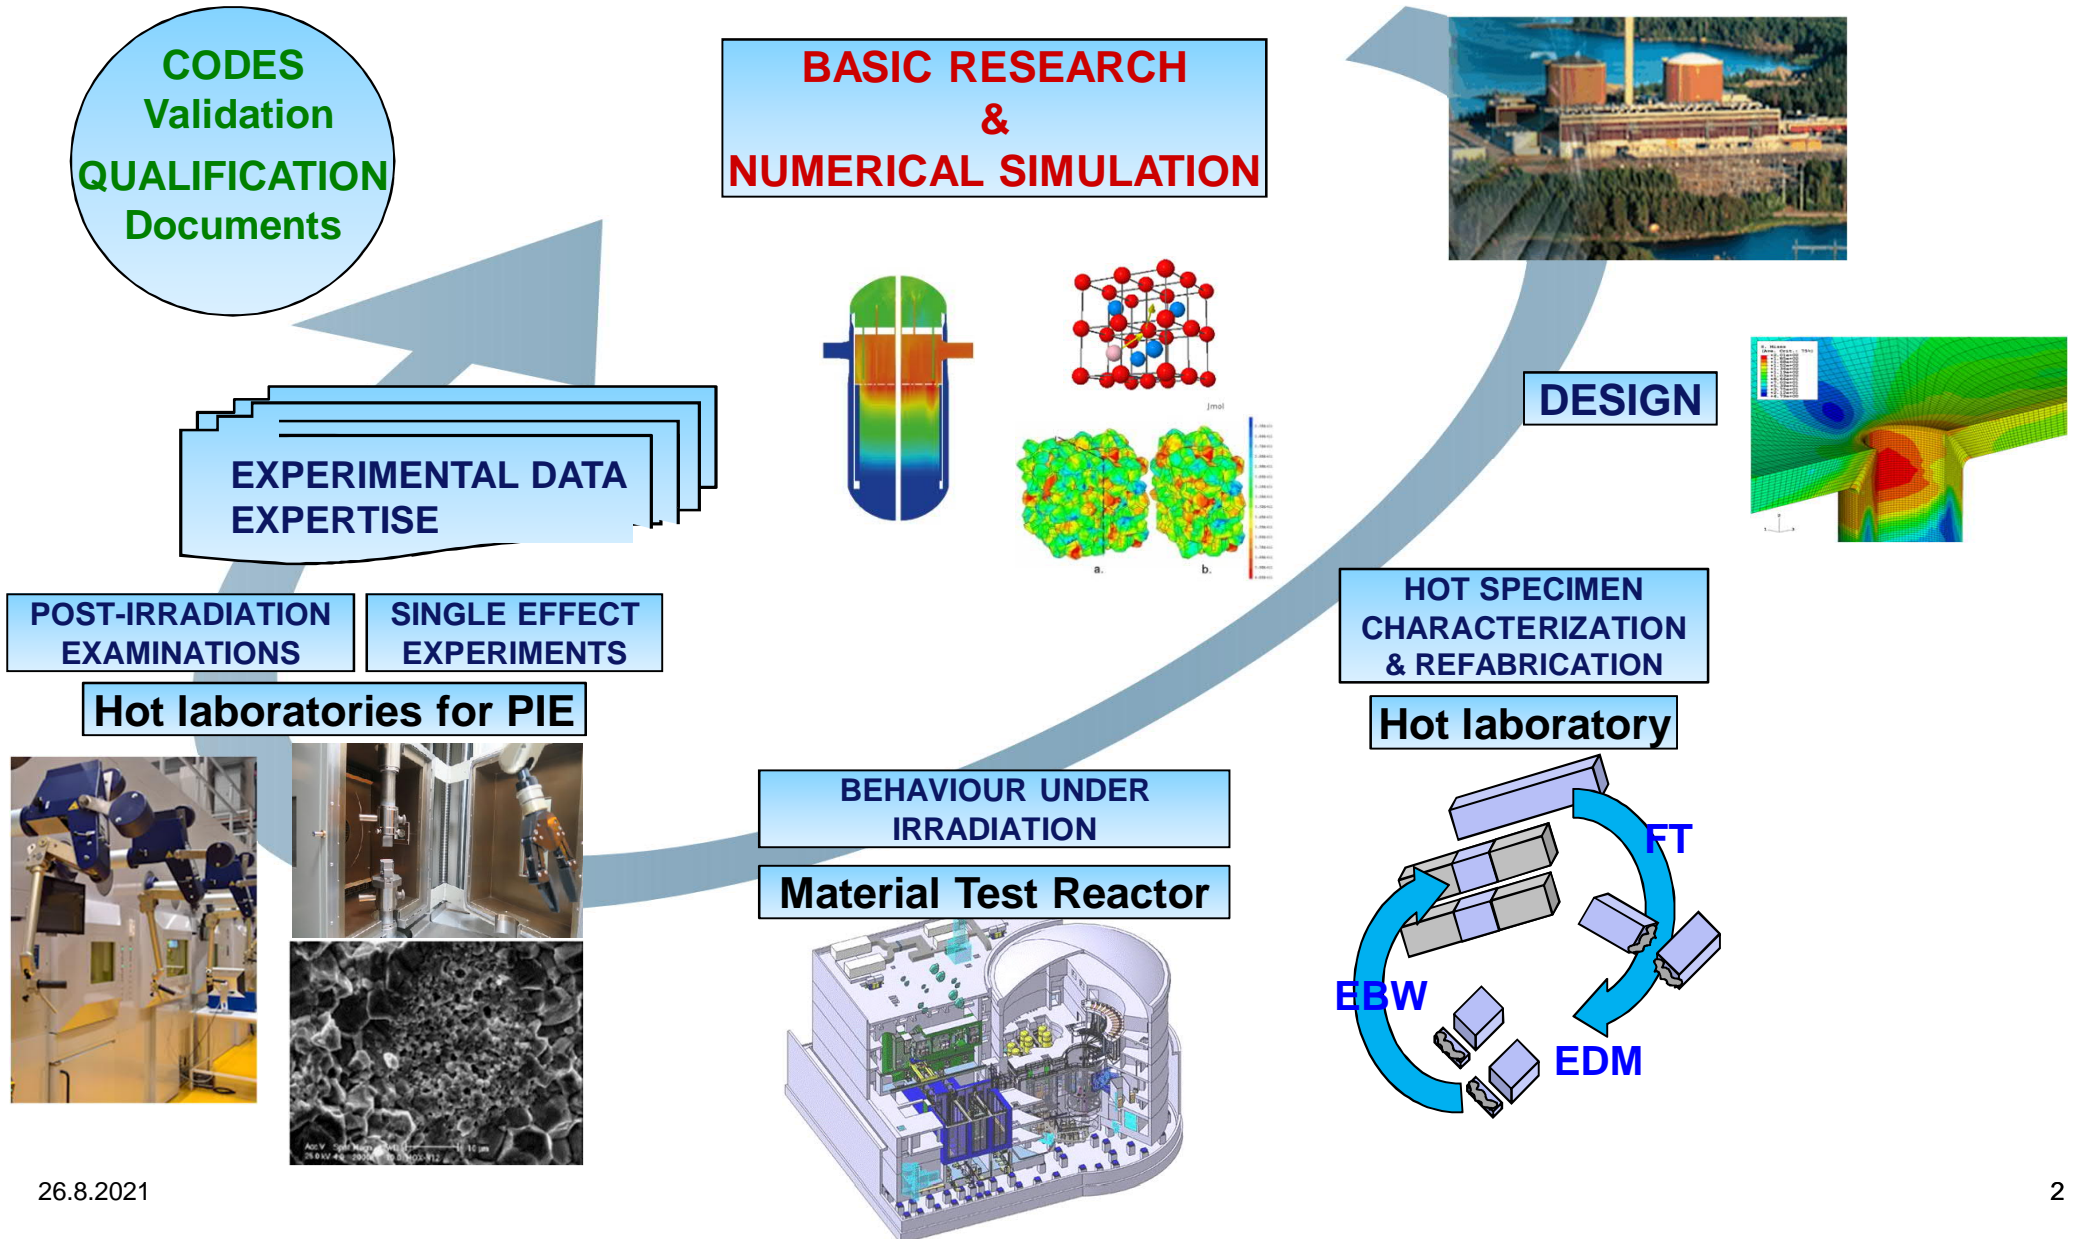 CODES
Validation
QUALIFICATION
Documents
BASIC RESEARCH
&
NUMERICAL SIMULATION
DESIGN
EXPERIMENTAL DATA
EXPERTISE
Jmol
a.
b.
POST-IRRADIATION
EXAMINATIONS
SINGLE EFFECT
EXPERIMENTS
Hot laboratories for PIE
HOT SPECIMEN
CHARACTERIZATION
& REFABRICATION
Hot laboratory
BEHAVIOUR UNDER
IRRADIATION
Material Test Reactor
FT
EBW
EDM
26.8.2021
2